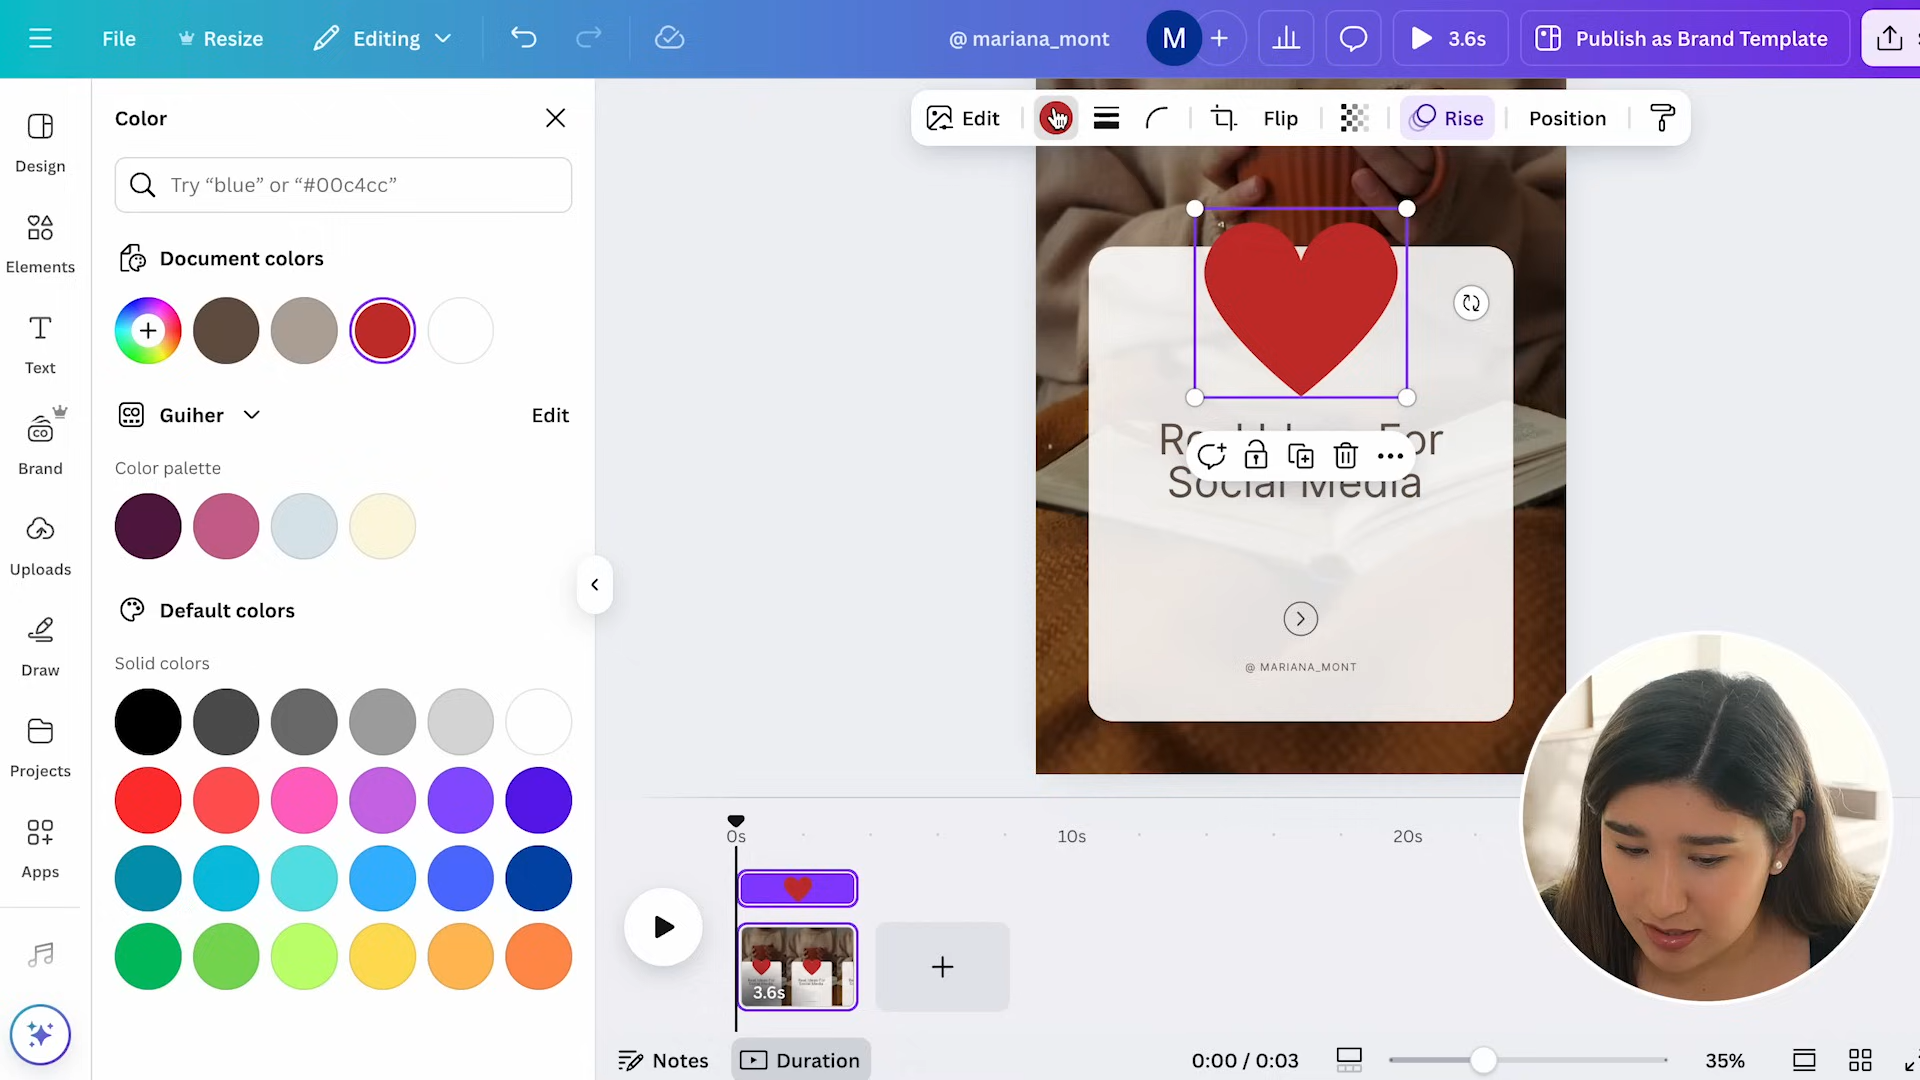 File
Resize
Editing
@ mariana_mont
M
3.6s
Publish as Brand Template
Design
Elements
Text
Brand
Uploads
Draw
Projects
Apps
Color
Try “blue” or “#00c4cc”
Document colors
Guiher
Edit
Color palette
Default colors
Solid colors
Edit
Flip
Rise
Position
For
Social Media
@ MARIANA_MONT
0s
10s
20s
3.6s
Notes
Duration
0:00 / 0:03
35%